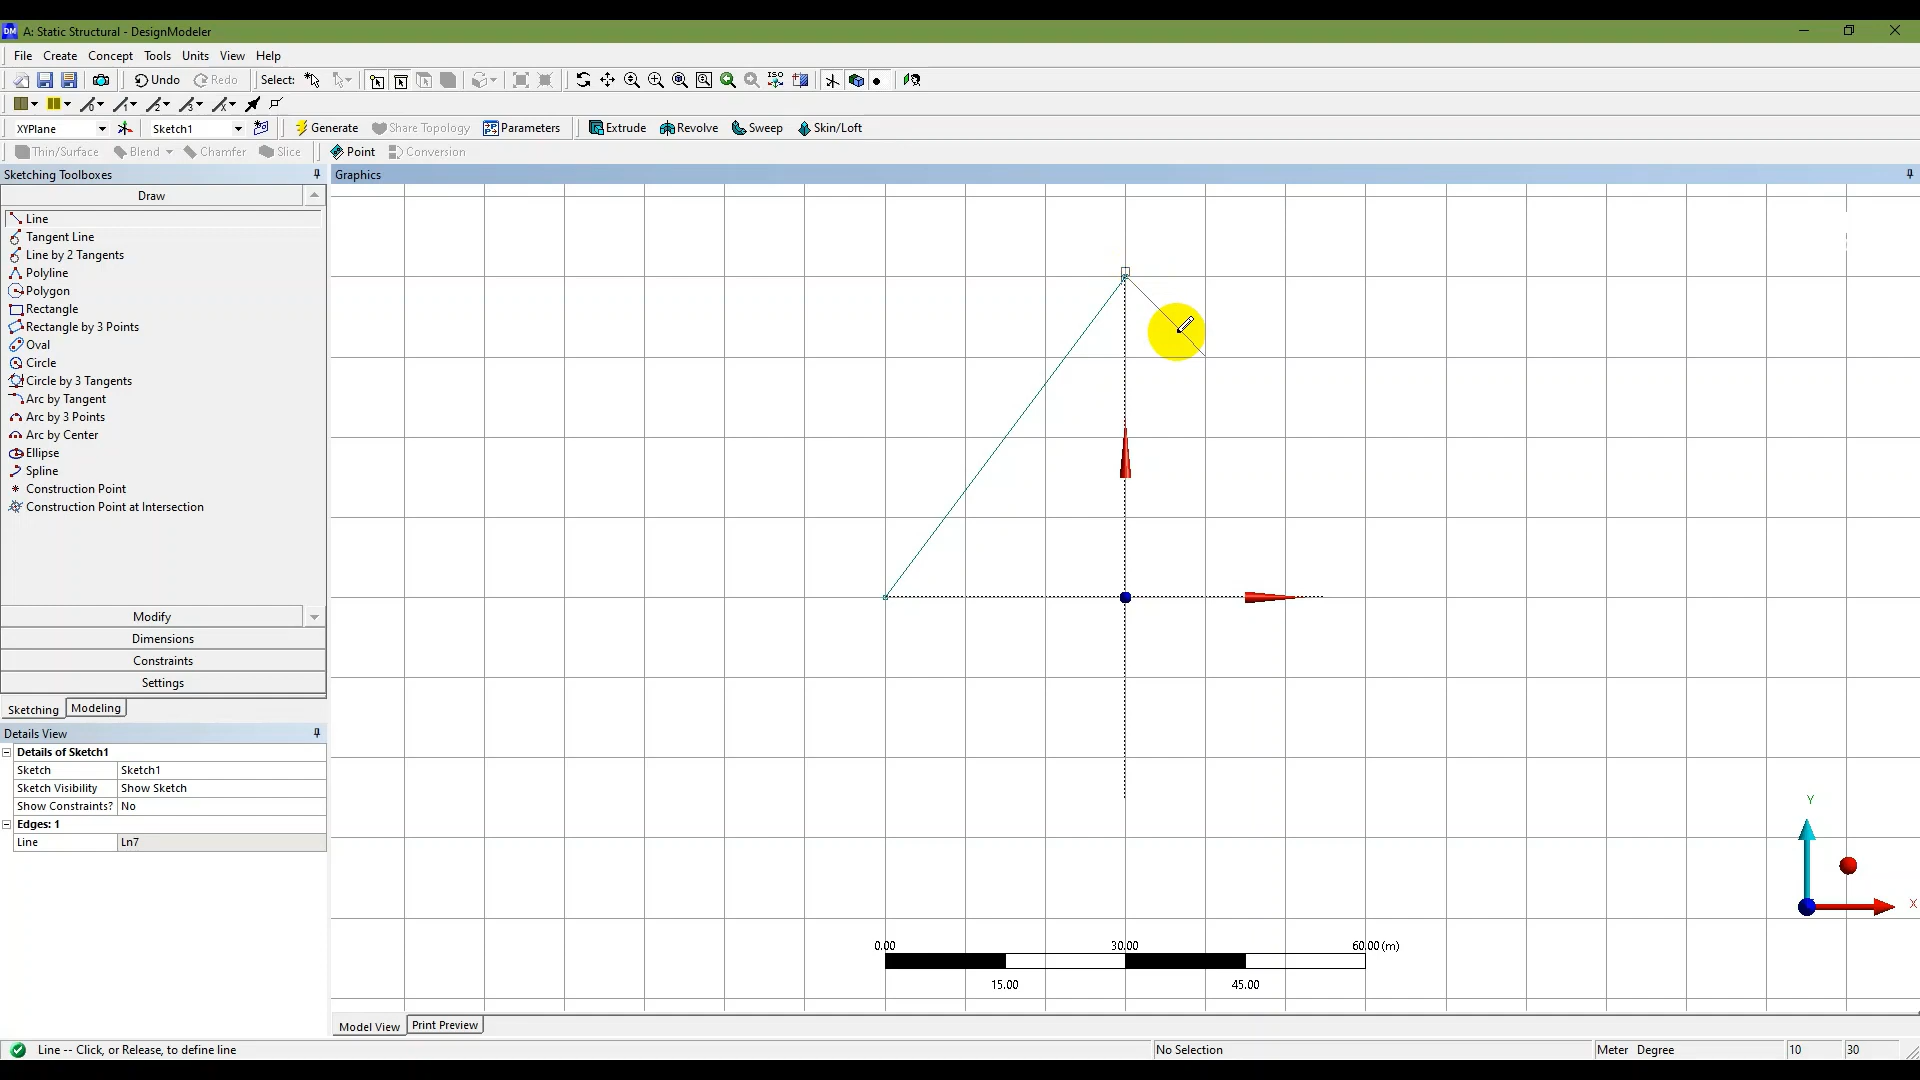 DM A: Static Structural - DesignModeler
File Create Concept Tools Units View Help
Undo Redo Select: ISO
XYPlane Sketch1 Generate Share Topology Parameters Extrude Revolve Sweep Skin/Loft
Thin/Surface Blend Chamfer Slice Point Conversion
Sketching Toolboxes
Draw
Line
Tangent Line
Line by 2 Tangents
Polyline
Polygon
Rectangle
Rectangle by 3 Points
Oval
Circle
Circle by 3 Tangents
Arc by Tangent
Arc by 3 Points
Arc by Center
Ellipse
Spline
Construction Point
Construction Point at Intersection
Modify
Dimensions
Constraints
Settings
Sketching Modeling
Details View
Details of Sketch1
Sketch Sketch1
Sketch Visibility Show Sketch
Show Constraints? No
Edges: 1
Line Ln7
Graphics
Y
X
0.00 30.00 60.00 (m)
15.00 45.00
Model View Print Preview
Line -- Click, or Release, to define line No Selection Meter Degree 10 30